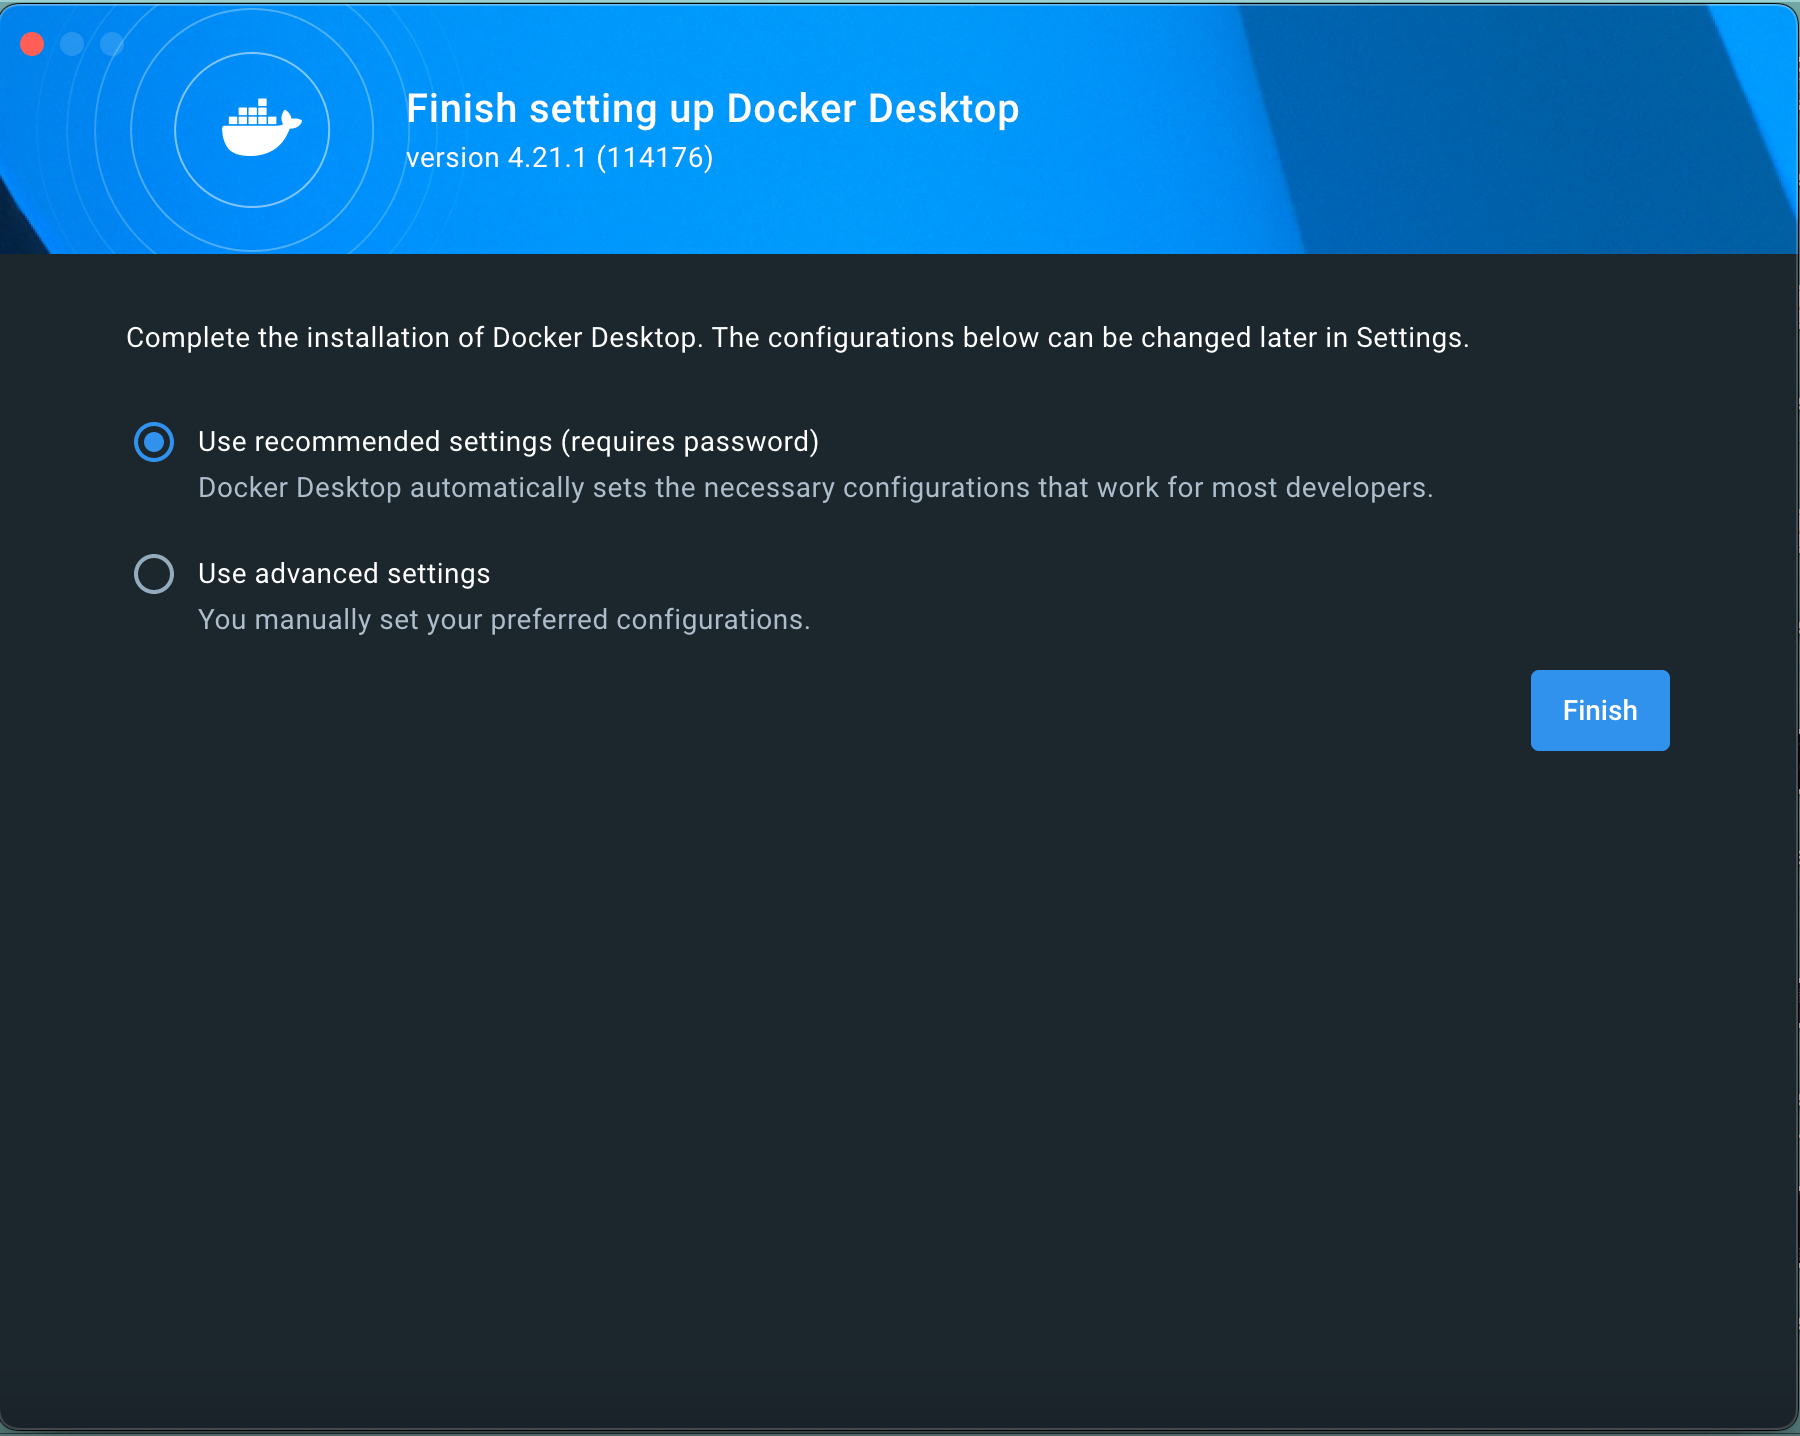 Finish setting up Docker Desktop
version 4.21.1 (114176)
Complete the installation of Docker Desktop. The configurations below can be changed later in Settings.
Use recommended settings (requires password)
Docker Desktop automatically sets the necessary configurations that work for most developers.
Use advanced settings
You manually set your preferred configurations.
Finish